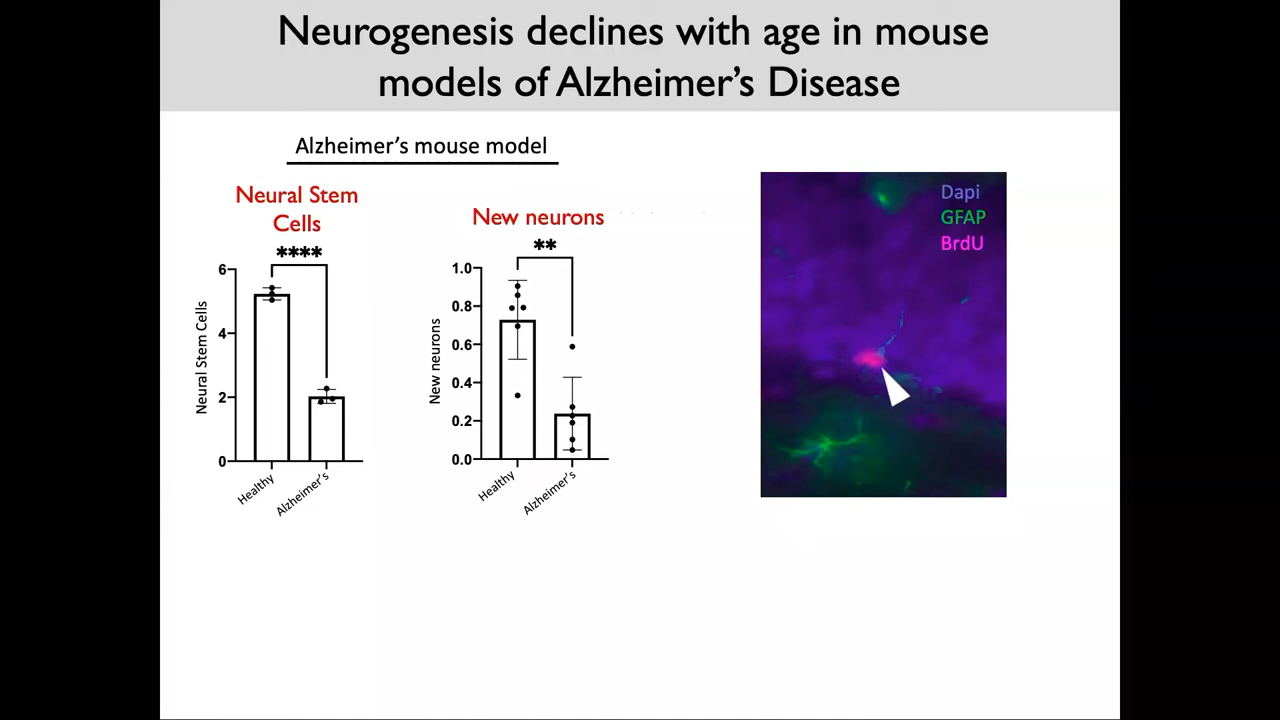 Neurogenesis declines with age in mouse
models of Alzheimer's Disease
Alzheimer's mouse model
Neural Stem
Cells
****
6
4
2
0
Neural Stem Cells
Healthy
Alzheimer's
New neurons
**
1.0
0.8
0.6
0.4
0.2
0.0
New neurons
Healthy
Alzheimer's
Dapi
GFAP
BrdU